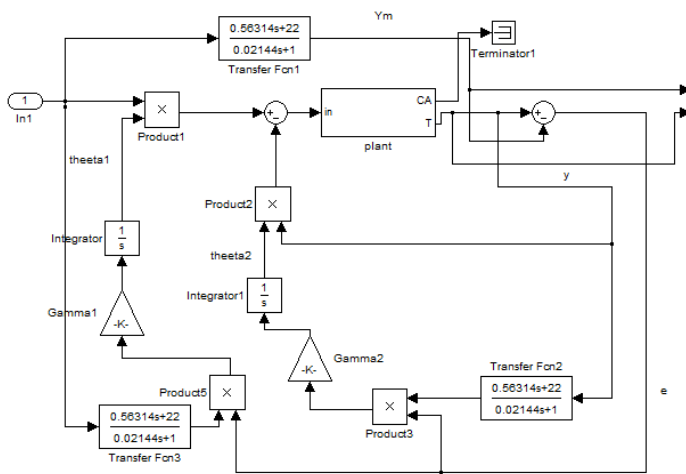 0.56314s+22
0.02144s+1
Transfer Fcn1
Ym
Terminator1
1
In1
×
Product1
+
−
in
CA
T
plant
+
−
theeta1
y
Product2
×
Integrator
1
s
theeta2
Integrator1
1
s
Gamma1
-K-
Gamma2
-K-
Transfer Fcn2
0.56314s+22
0.02144s+1
e
Product5
×
×
Product3
0.56314s+22
0.02144s+1
Transfer Fcn3